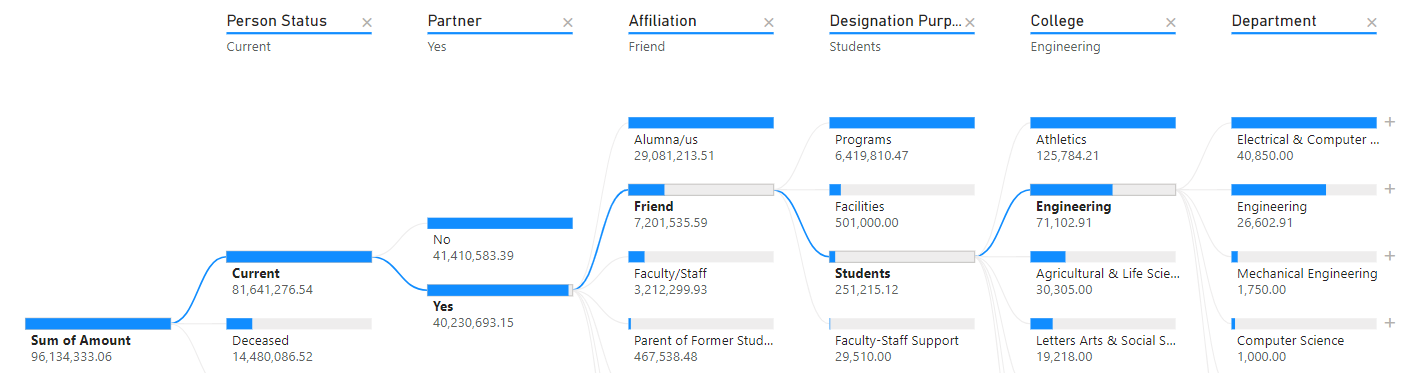 Person Status
Current
Partner
Yes
Affiliation
Friend
Designation Purp...
Students
College
Engineering
Department
Sum of Amount
96,134,333.06
Current
81,641,276.54
Deceased
14,480,086.52
No
41,410,583.39
Yes
40,230,693.15
Alumna/us
29,081,213.51
Friend
7,201,535.59
Faculty/Staff
3,212,299.93
Parent of Former Stud...
467,538.48
Programs
6,419,810.47
Facilities
501,000.00
Students
251,215.12
Faculty-Staff Support
29,510.00
Athletics
125,784.21
Engineering
71,102.91
Agricultural & Life Scie...
30,305.00
Letters Arts & Social S...
19,218.00
Electrical & Computer ...
40,850.00
Engineering
26,602.91
Mechanical Engineering
1,750.00
Computer Science
1,000.00